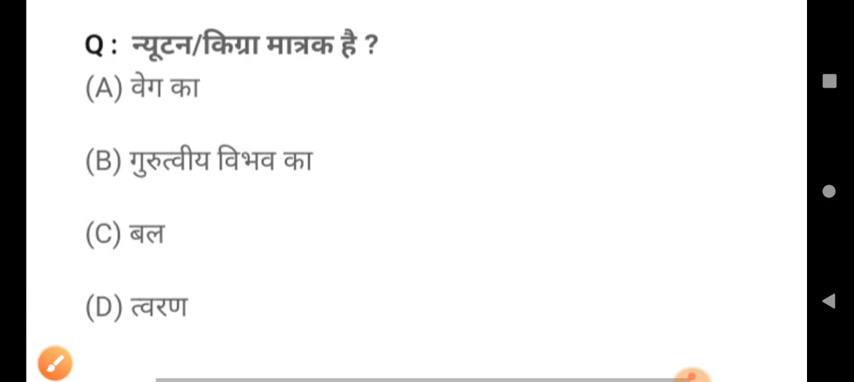 Q : न्यूटन/किग्रा मात्रक है ?
(A) वेग का
(B) गुरुत्वीय विभव का
(C) बल
(D) त्वरण